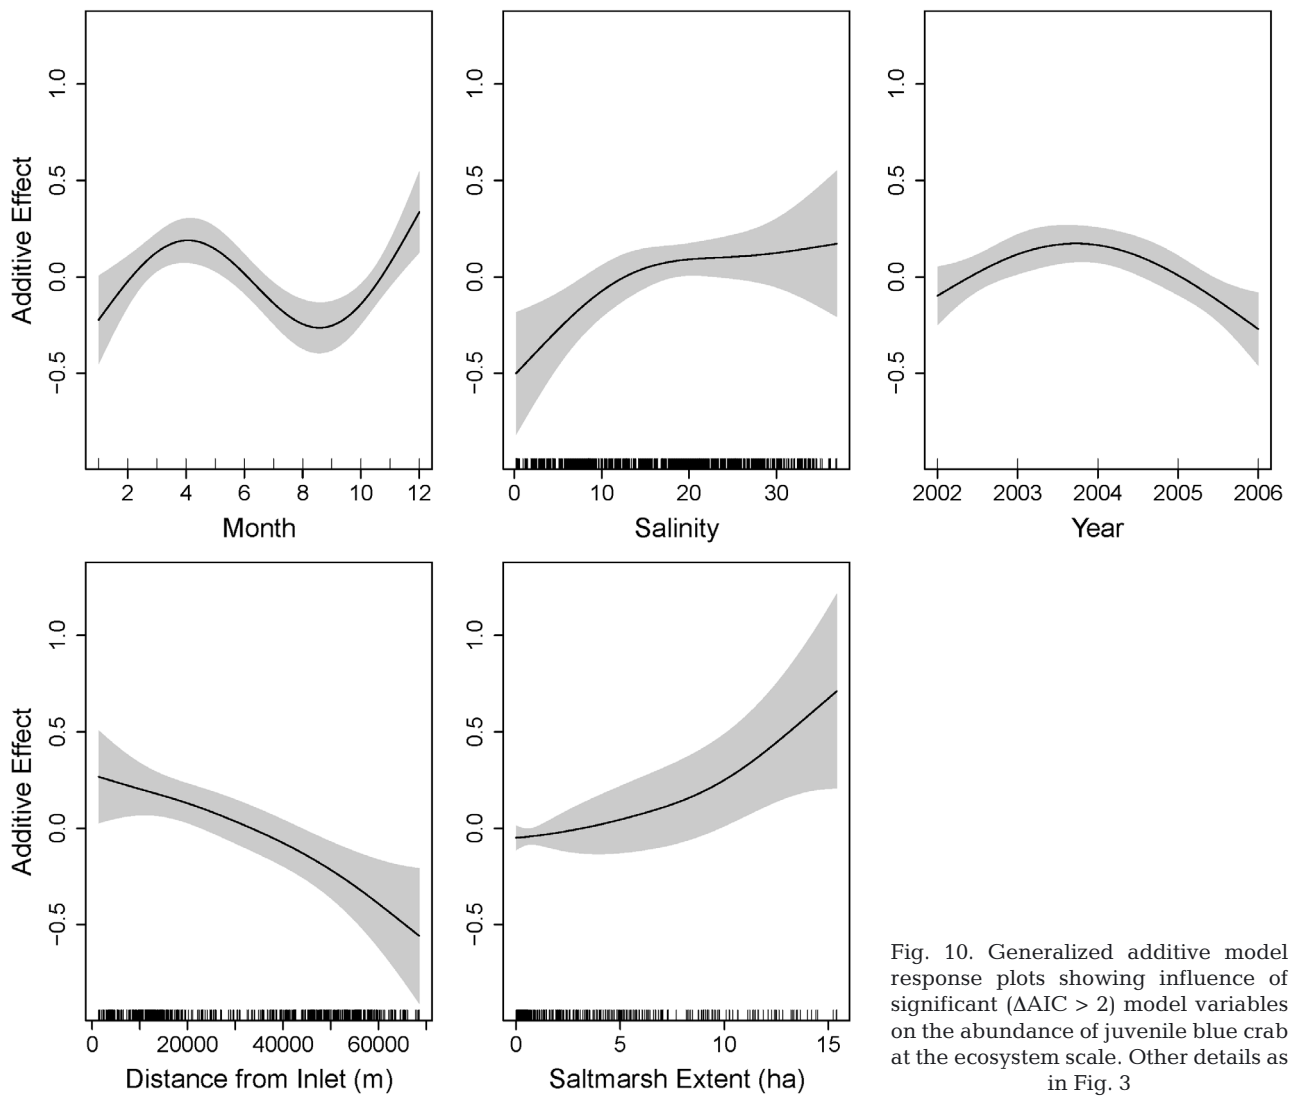 Additive Effect
1.0
0.5
0.0
−0.5
2 4 6 8 10 12
Month
0 10 20 30
Salinity
1.0
0.5
0.0
−0.5
2002 2003 2004 2005 2006
Year
1.0
0.5
0.0
−0.5
Additive Effect
1.0
0.5
0.0
−0.5
0 20000 40000 60000
Distance from Inlet (m)
1.0
0.5
0.0
−0.5
0 5 10 15
Saltmarsh Extent (ha)
Fig. 10. Generalized additive model
response plots showing influence of
significant (ΔAIC > 2) model variables
on the abundance of juvenile blue crab
at the ecosystem scale. Other details as
in Fig. 3